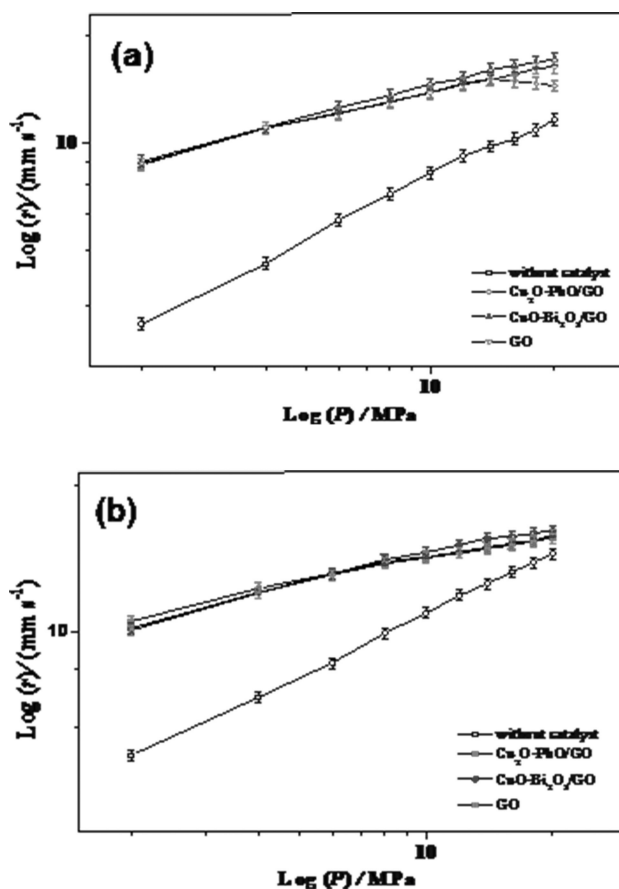 (a)
Log (r)/(mm s⁻¹)
10
without catalyst
Cu₂O-PbO/GO
CuO-Bi₂O₃/GO
GO
10
Log (P) / MPa
(b)
Log (r)/(mm s⁻¹)
10
without catalyst
Cu₂O-PbO/GO
CuO-Bi₂O₃/GO
GO
10
Log (P) / MPa